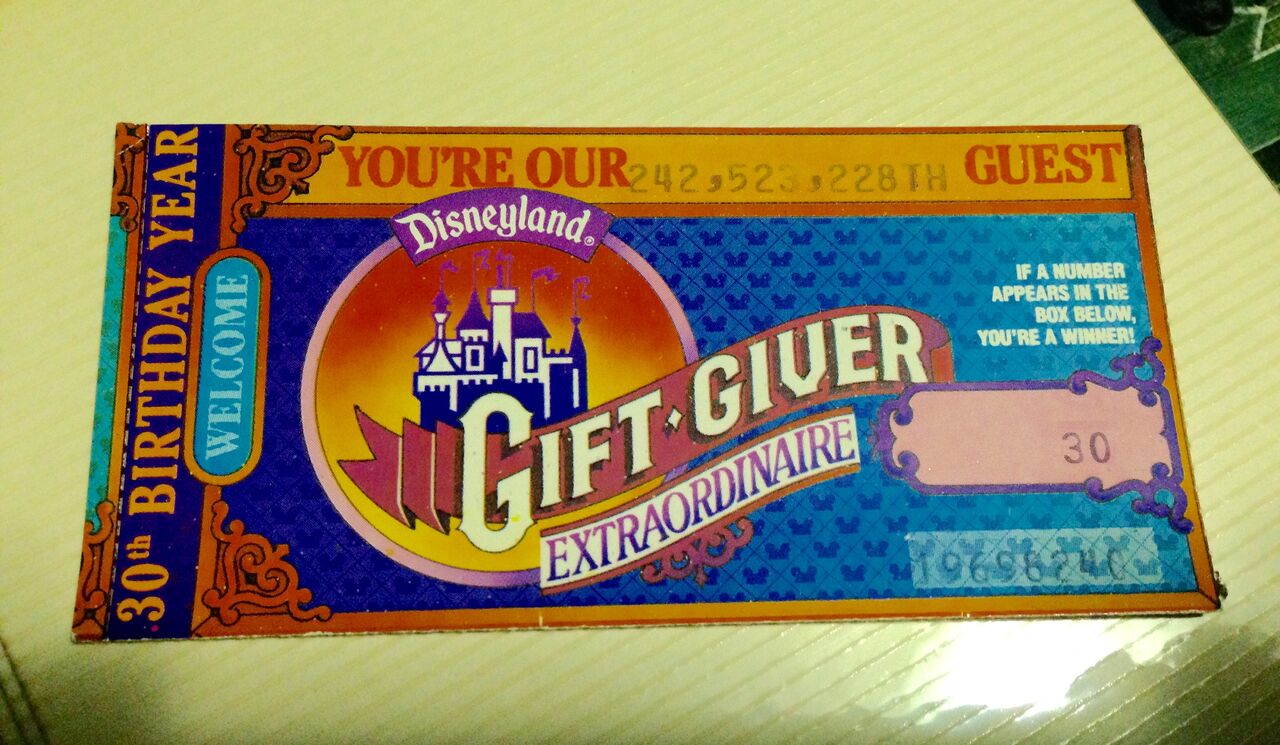 30th BIRTHDAY YEAR
WELCOME
YOU'RE OUR 242,523,228TH GUEST
Disneyland®
GIFT·GIVER
EXTRAORDINAIRE
IF A NUMBER
APPEARS IN THE
BOX BELOW,
YOU'RE A WINNER!
30